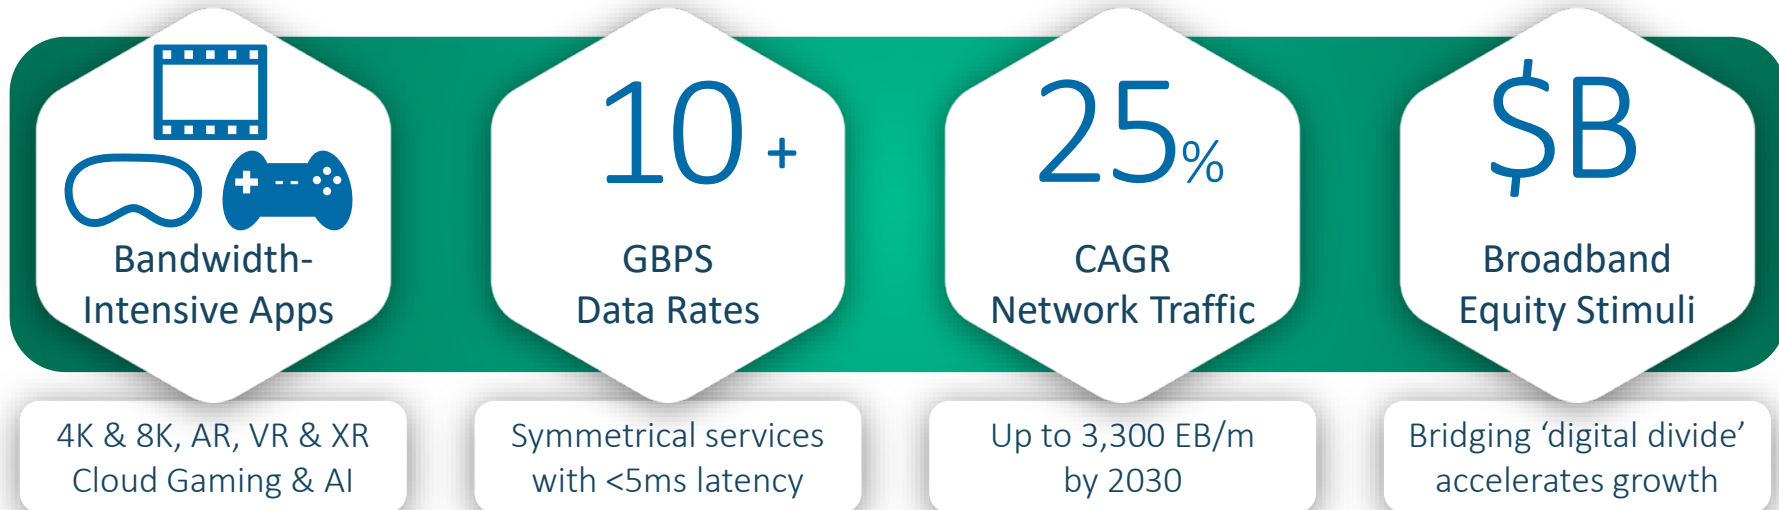 Bandwidth-
Intensive Apps
4K & 8K, AR, VR & XR
Cloud Gaming & AI
10 +
GBPS
Data Rates
Symmetrical services
with <5ms latency
25%
CAGR
Network Traffic
Up to 3,300 EB/m
by 2030
$B
Broadband
Equity Stimuli
Bridging ‘digital divide’
accelerates growth